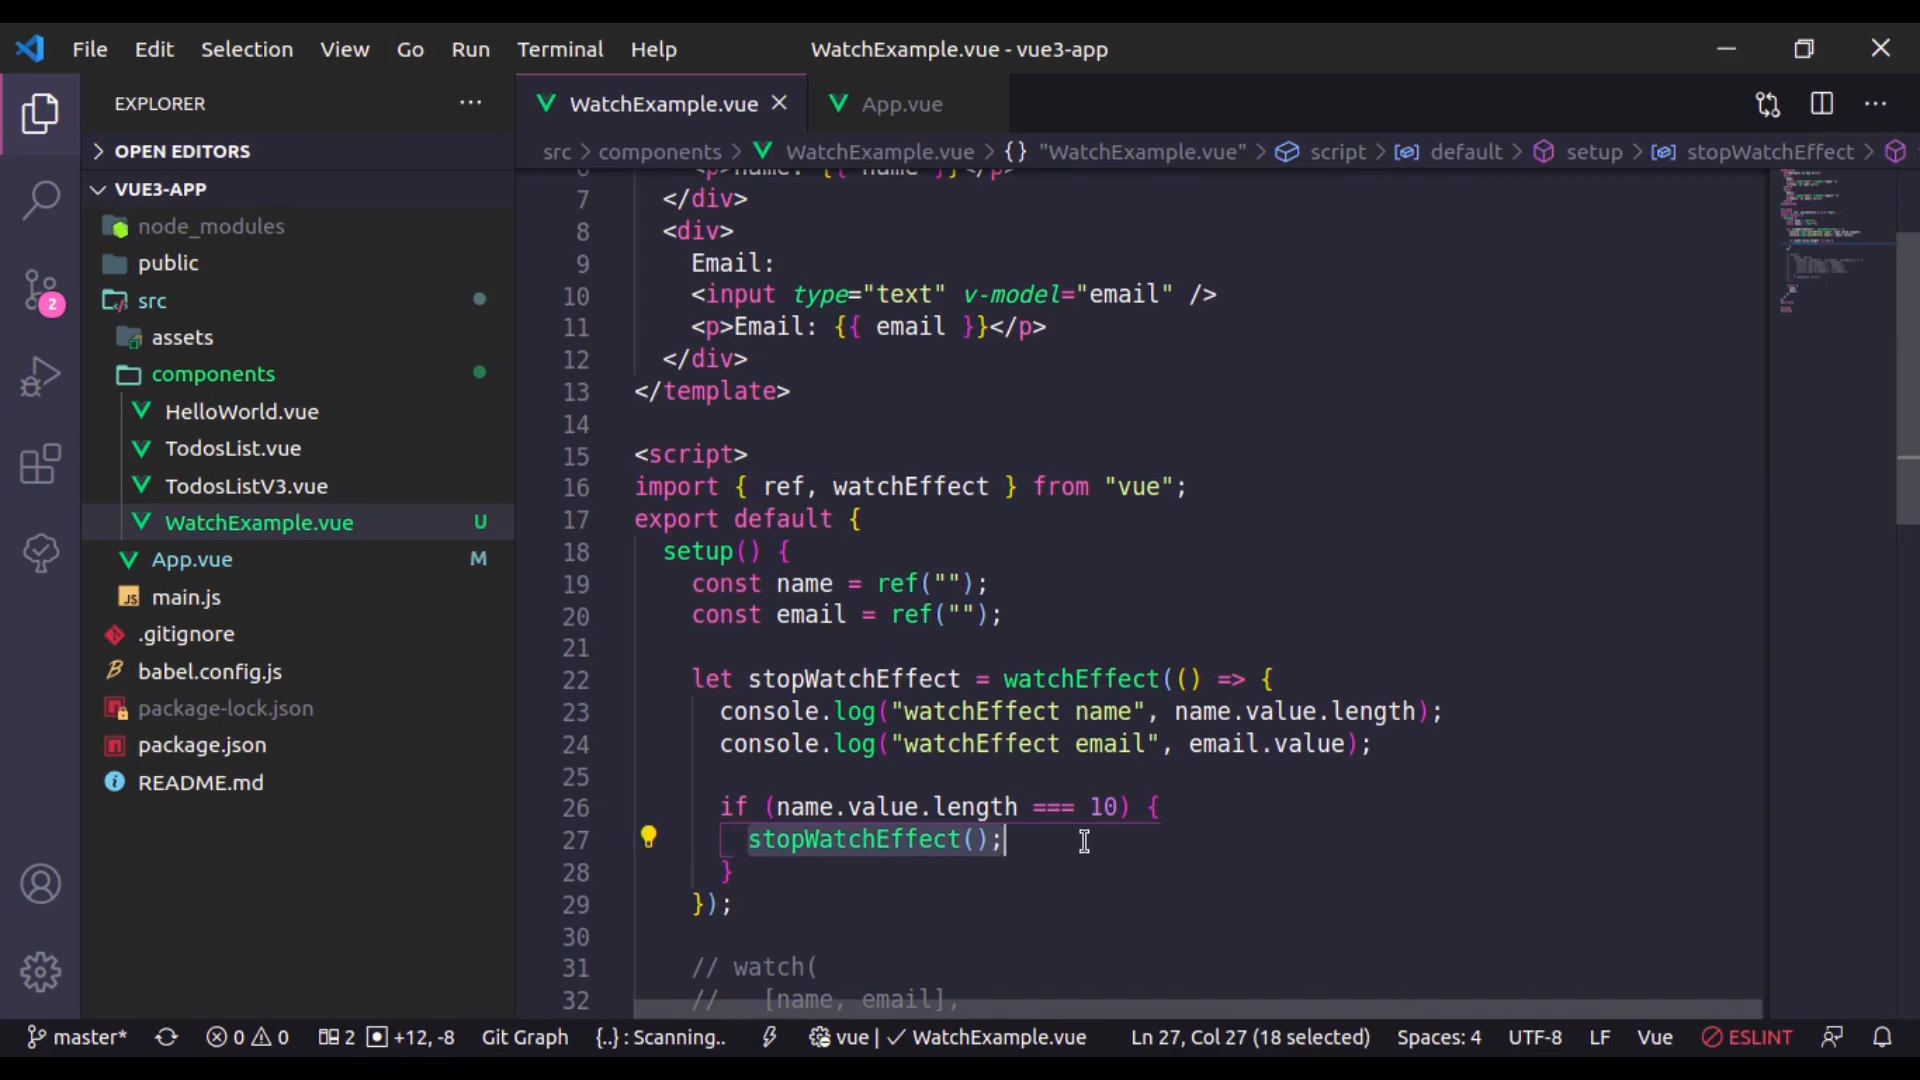 File Edit Selection View Go Run Terminal Help WatchExample.vue - vue3-app
EXPLORER
OPEN EDITORS
VUE3-APP
node_modules
public
src
assets
components
HelloWorld.vue
TodosList.vue
TodosListV3.vue
WatchExample.vue U
App.vue M
JS main.js
.gitignore
babel.config.js
package-lock.json
package.json
README.md
2
WatchExample.vue App.vue
src > components > WatchExample.vue > {} "WatchExample.vue" > script > default > setup > stopWatchEffect >
6 <p>Name: {{ name }}</p>
7 </div>
8 <div>
9 Email:
10 <input type="text" v-model="email" />
11 <p>Email: {{ email }}</p>
12 </div>
13 </template>
14
15 <script>
16 import { ref, watchEffect } from "vue";
17 export default {
18 setup() {
19 const name = ref("");
20 const email = ref("");
21
22 let stopWatchEffect = watchEffect(() => {
23 console.log("watchEffect name", name.value.length);
24 console.log("watchEffect email", email.value);
25
26 if (name.value.length === 10) {
27 stopWatchEffect();
28 }
29 });
30
31 // watch(
32 // [name, email],
master* 0 0 2 +12, -8 Git Graph {..} : Scanning.. vue | ✓ WatchExample.vue Ln 27, Col 27 (18 selected) Spaces: 4 UTF-8 LF Vue ESLINT